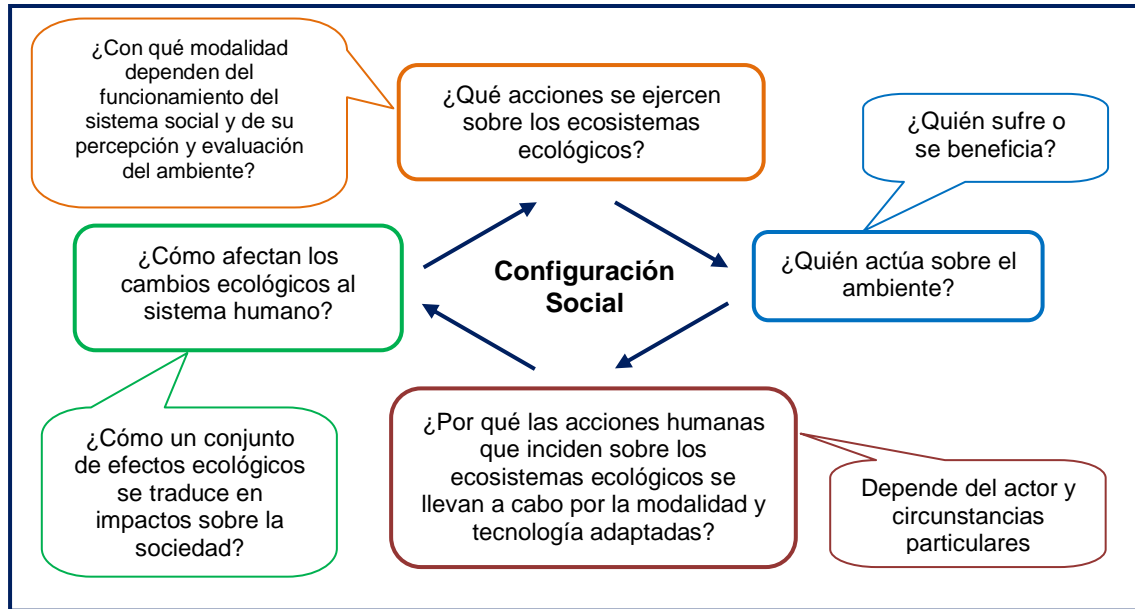 ¿Con qué modalidad
dependen del
funcionamiento del
sistema social y de su
percepción y evaluación
del ambiente?
¿Qué acciones se ejercen
sobre los ecosistemas
ecológicos?
¿Quién sufre o
se beneficia?
¿Cómo afectan los
cambios ecológicos al
sistema humano?
Configuración
Social
¿Quién actúa sobre el
ambiente?
¿Cómo un conjunto
de efectos ecológicos
se traduce en
impactos sobre la
sociedad?
¿Por qué las acciones humanas
que inciden sobre los
ecosistemas ecológicos se
llevan a cabo por la modalidad y
tecnología adaptadas?
Depende del actor y
circunstancias
particulares